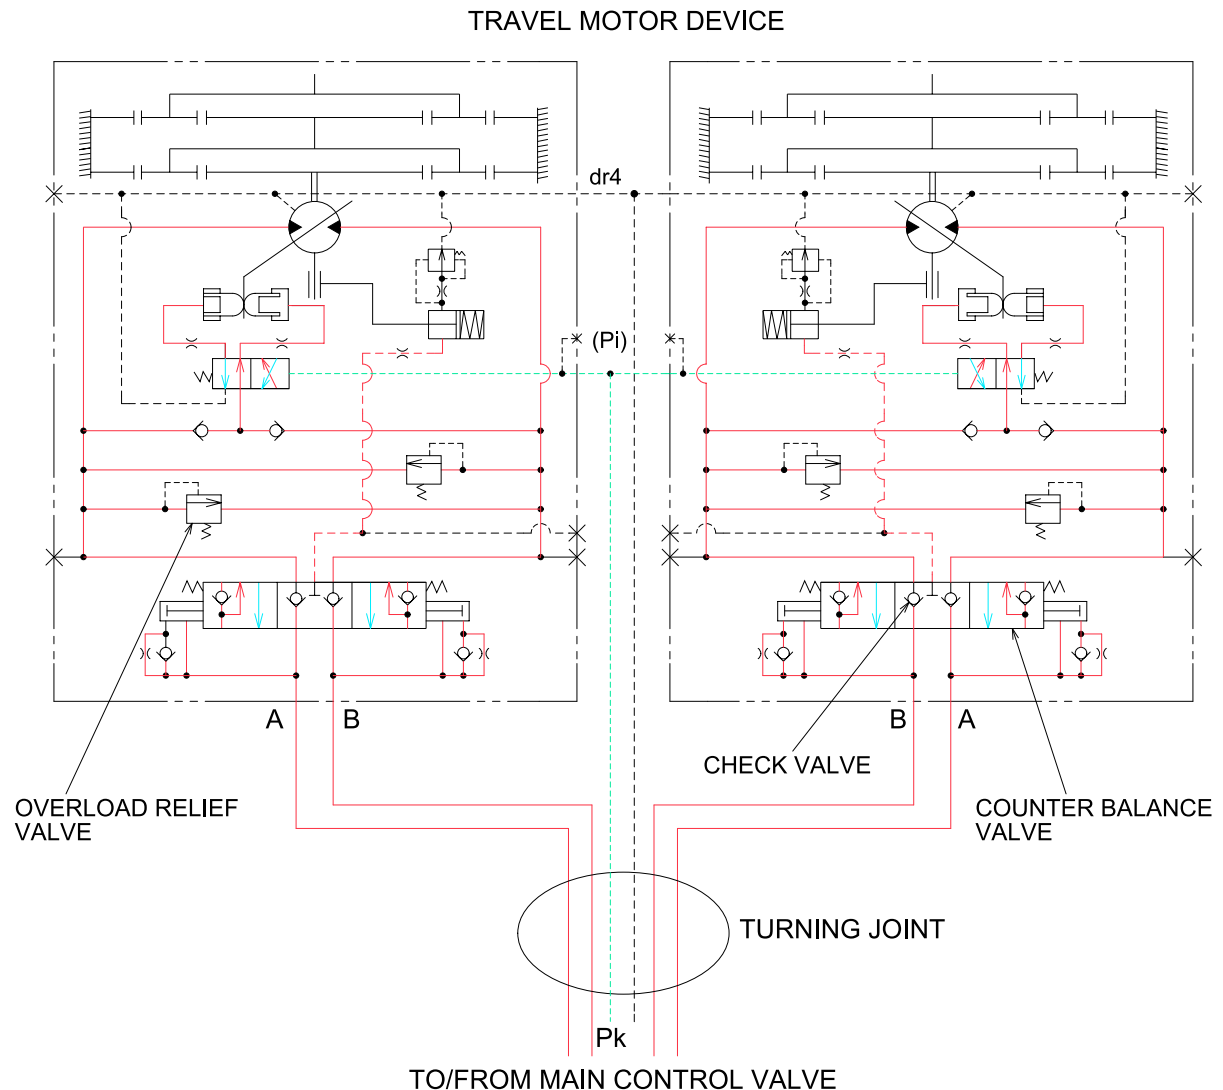 TRAVEL MOTOR DEVICE
dr4
(Pi)
A
B
B
A
CHECK VALVE
OVERLOAD RELIEF
VALVE
COUNTER BALANCE
VALVE
TURNING JOINT
Pk
TO/FROM MAIN CONTROL VALVE